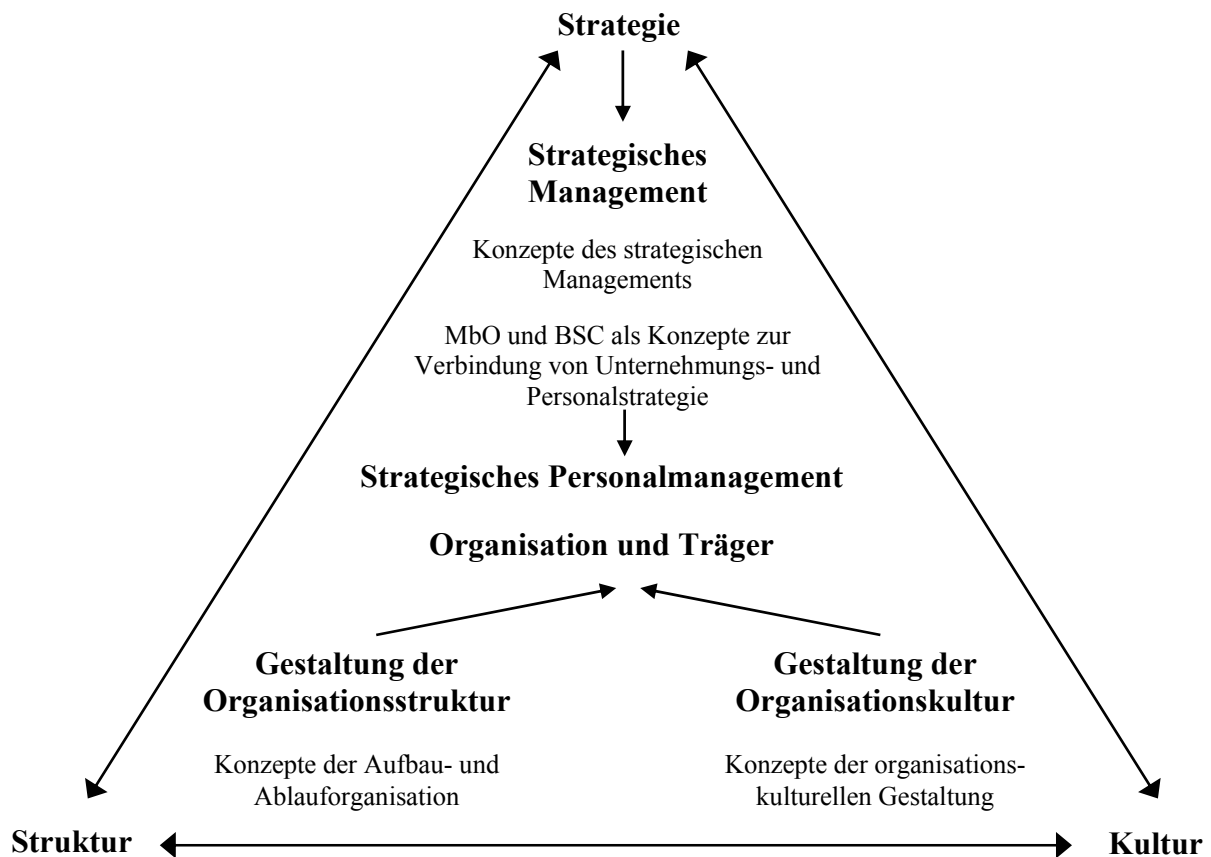 Strategie
Strategisches
Management
Konzepte des strategischen
Managements
MbO und BSC als Konzepte zur
Verbindung von Unternehmungs- und
Personalstrategie
Strategisches Personalmanagement
Organisation und Träger
Gestaltung der
Organisationsstruktur
Konzepte der Aufbau- und
Ablauforganisation
Gestaltung der
Organisationskultur
Konzepte der organisations-
kulturellen Gestaltung
Struktur
Kultur